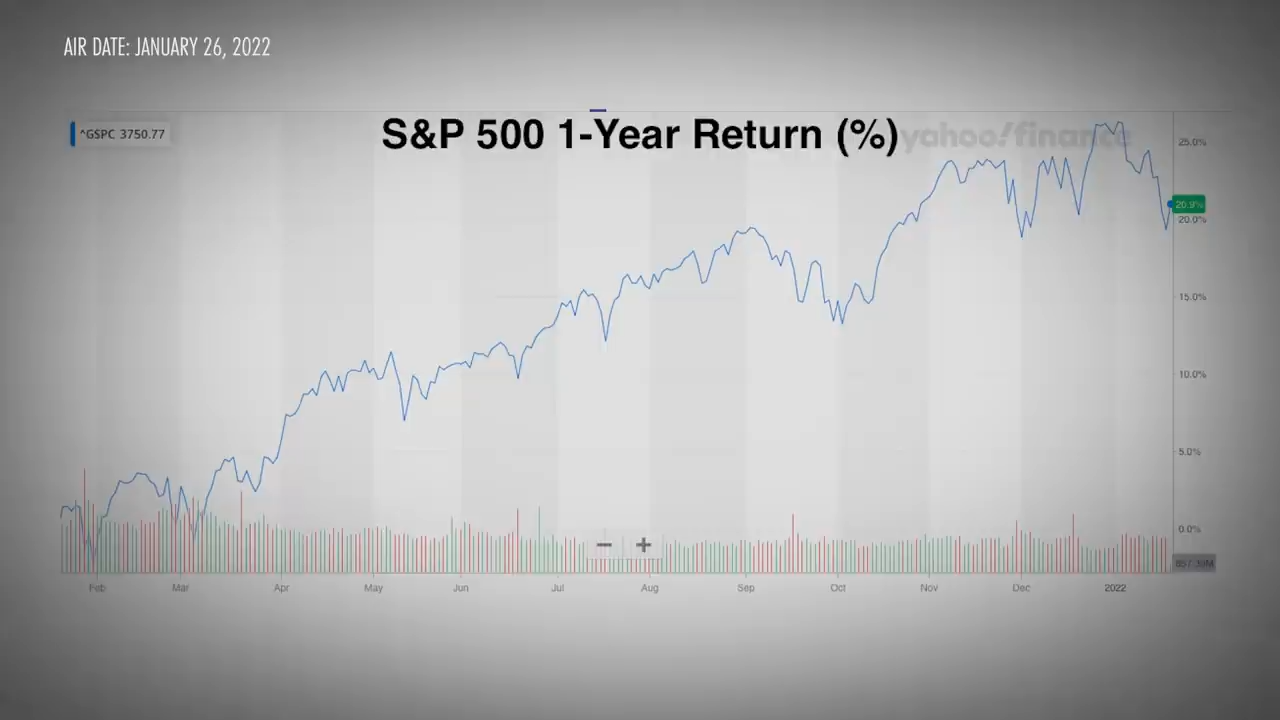 AIR DATE: JANUARY 26, 2022
^GSPC 3750.77
S&P 500 1-Year Return (%)
yahoo!finance
25.0%
20.9%
20.0%
15.0%
10.0%
5.0%
0.0%
− +
Feb Mar Apr May Jun Jul Aug Sep Oct Nov Dec 2022